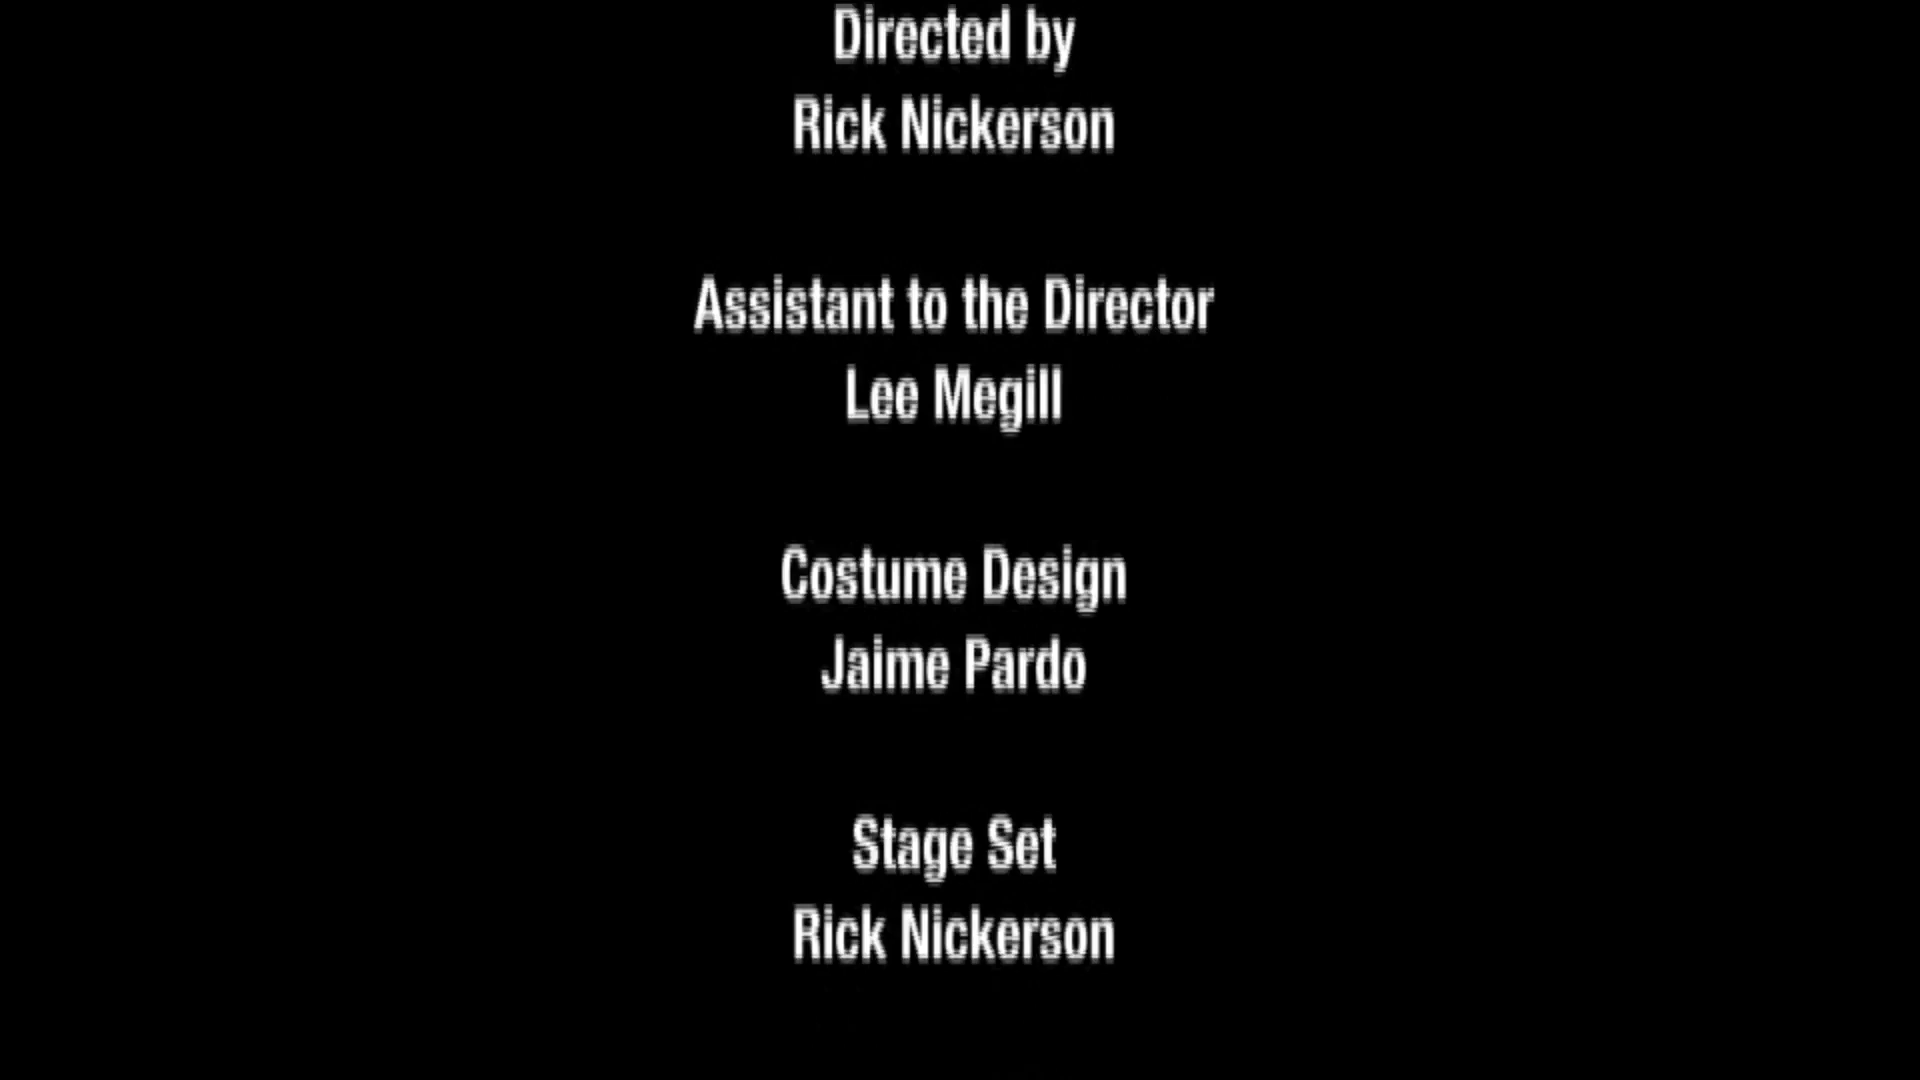 Directed by
Rick Nickerson
Assistant to the Director
Lee Megill
Costume Design
Jaime Pardo
Stage Set
Rick Nickerson